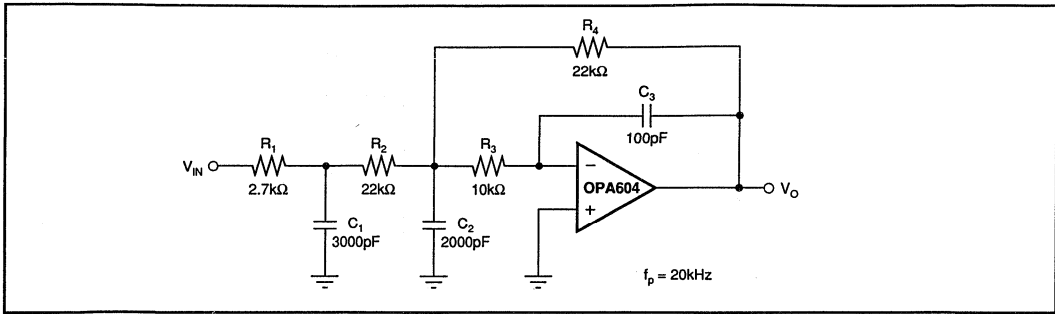 R4
22kΩ
C3
100pF
R1
R2
R3
VIN
2.7kΩ
22kΩ
10kΩ
−
OPA604
+
VO
C1
3000pF
C2
2000pF
fp = 20kHz